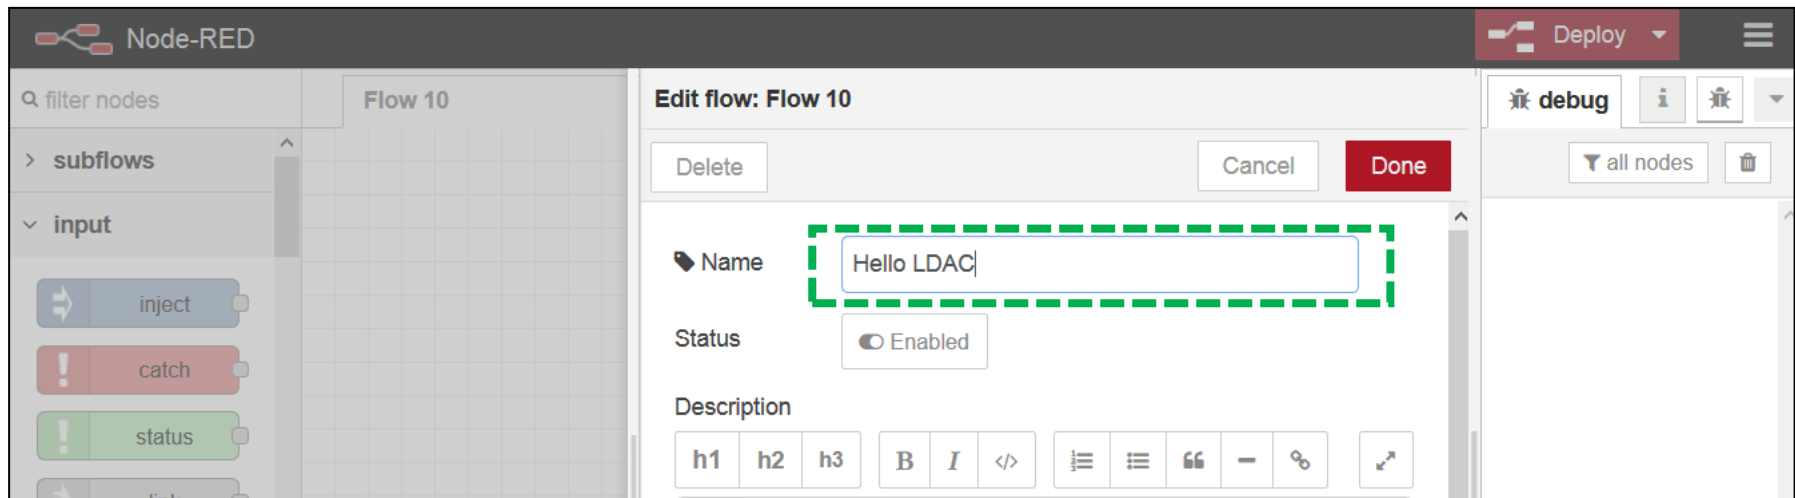 Node-RED
Deploy
filter nodes
Flow 10
Edit flow: Flow 10
debug
i
subflows
Delete
Cancel
Done
all nodes
input
Name
Hello LDAC
inject
Status
Enabled
catch
Description
status
h1 h2 h3 B I </>